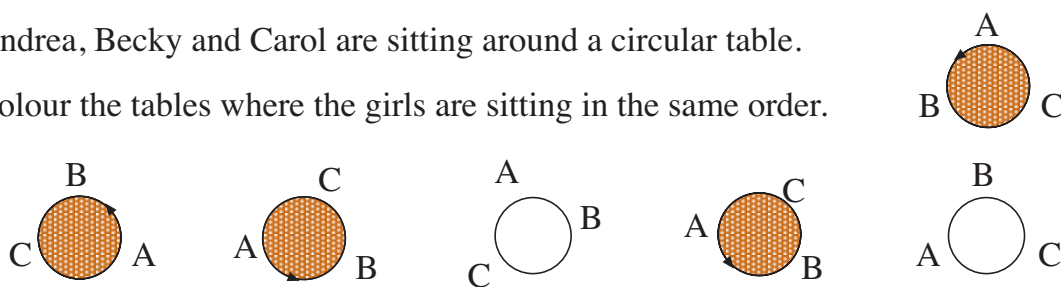 ndrea, Becky and Carol are sitting around a circular table.
olour the tables where the girls are sitting in the same order.
A
B C
B
C A
C
A B
A
B
C
C
A
B
B
A C